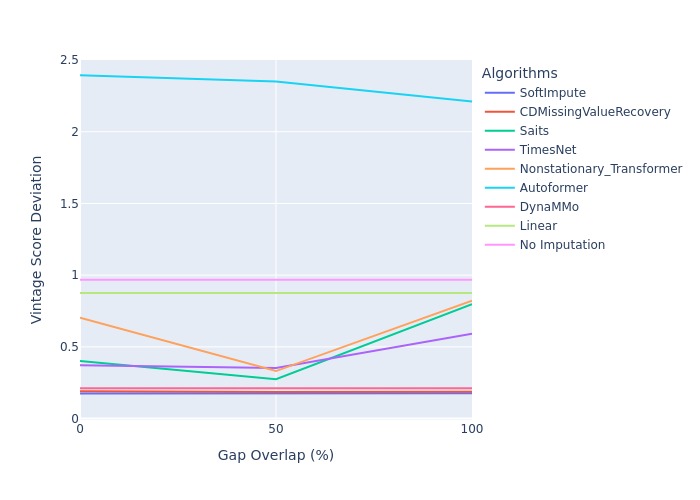 2.5
2
1.5
1
0.5
0
0
50
100
Gap Overlap (%)
Vintage Score Deviation
Algorithms
SoftImpute
CDMissingValueRecovery
Saits
TimesNet
Nonstationary_Transformer
Autoformer
DynaMMo
Linear
No Imputation